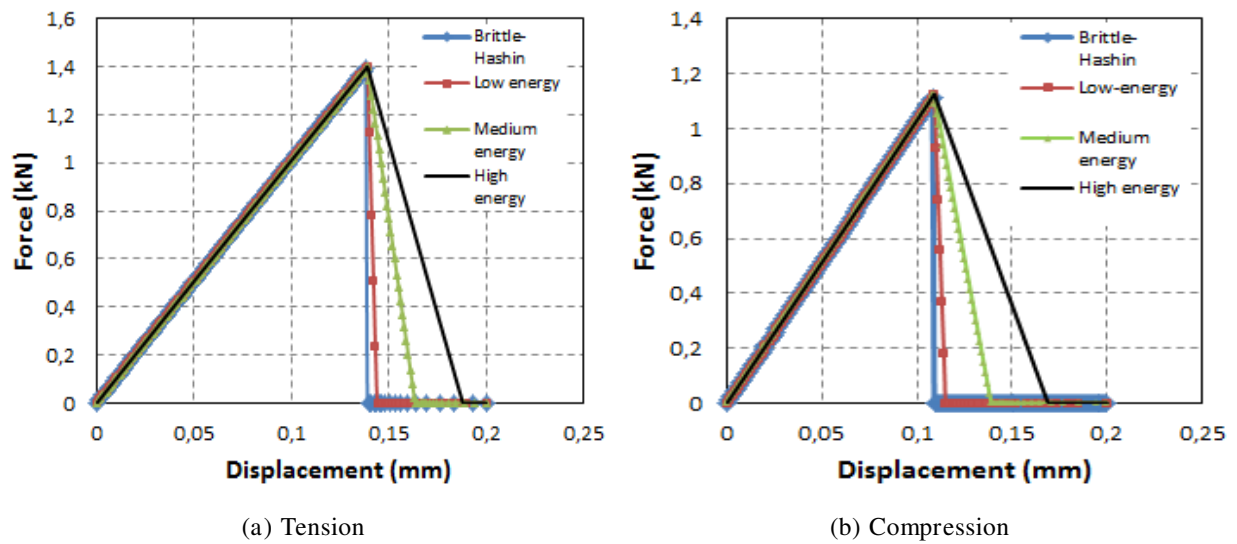 1,6
1,4
1,2
1
0,8
0,6
0,4
0,2
0
Force (kN)
0
0,05
0,1
0,15
0,2
0,25
Displacement (mm)
Brittle-
Hashin
Low energy
Medium
energy
High
energy
(a) Tension
1,4
1,2
1
0,8
0,6
0,4
0,2
0
Force (kN)
0
0,05
0,1
0,15
0,2
0,25
Displacement (mm)
Brittle-
Hashin
Low-energy
Medium
energy
High energy
(b) Compression